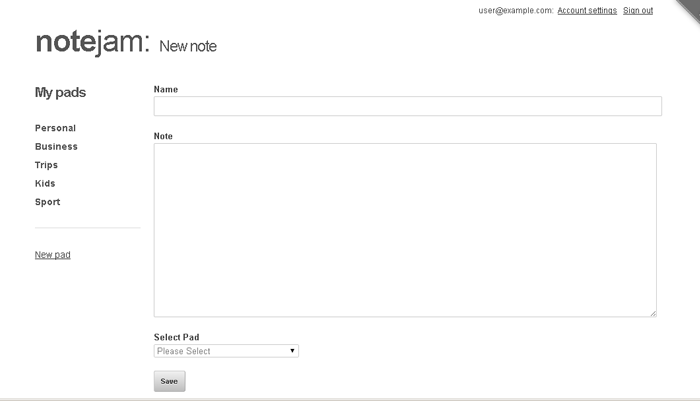 user@example.com: Account settings Sign out
notejam: New note
My pads
Personal
Business
Trips
Kids
Sport
New pad
Name
Note
Select Pad
Please Select
Save